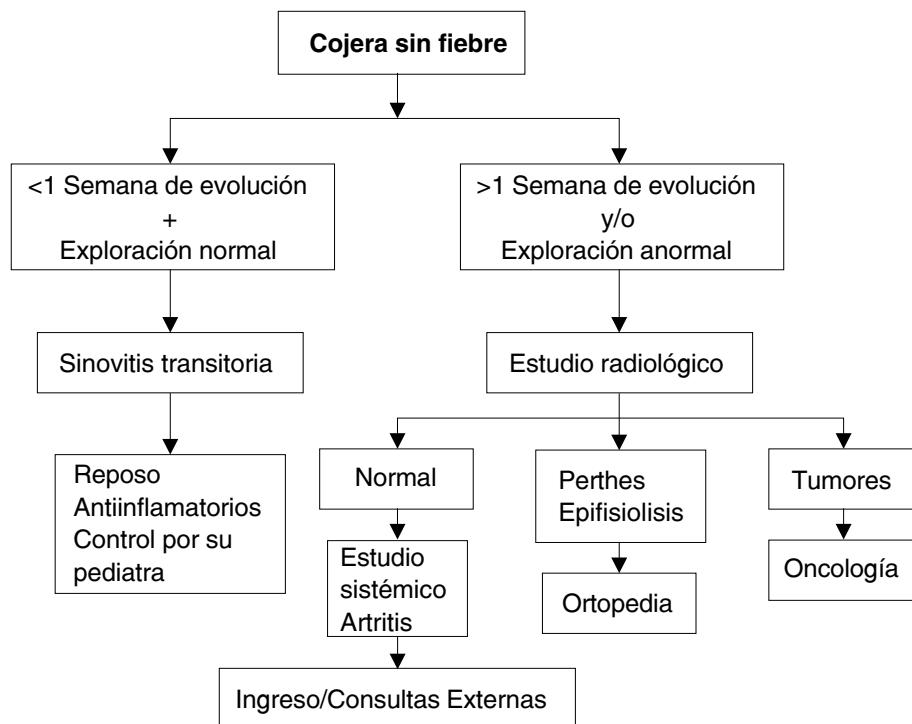 Cojera sin fiebre
<1 Semana de evolución
+
Exploración normal
>1 Semana de evolución
y/o
Exploración anormal
Sinovitis transitoria
Estudio radiológico
Reposo
Antiinflamatorios
Control por su
pediatra
Normal
Perthes
Epifisiolisis
Tumores
Estudio
sistémico
Artritis
Ortopedia
Oncología
Ingreso/Consultas Externas